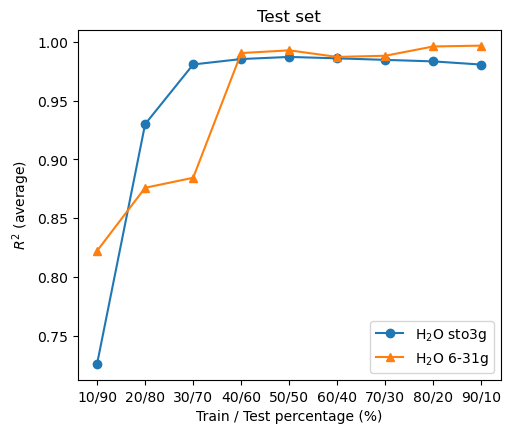 Test set
1.00
0.95
0.90
0.85
0.80
0.75
R² (average)
10/90 20/80 30/70 40/60 50/50 60/40 70/30 80/20 90/10
Train / Test percentage (%)
H₂O sto3g
H₂O 6-31g